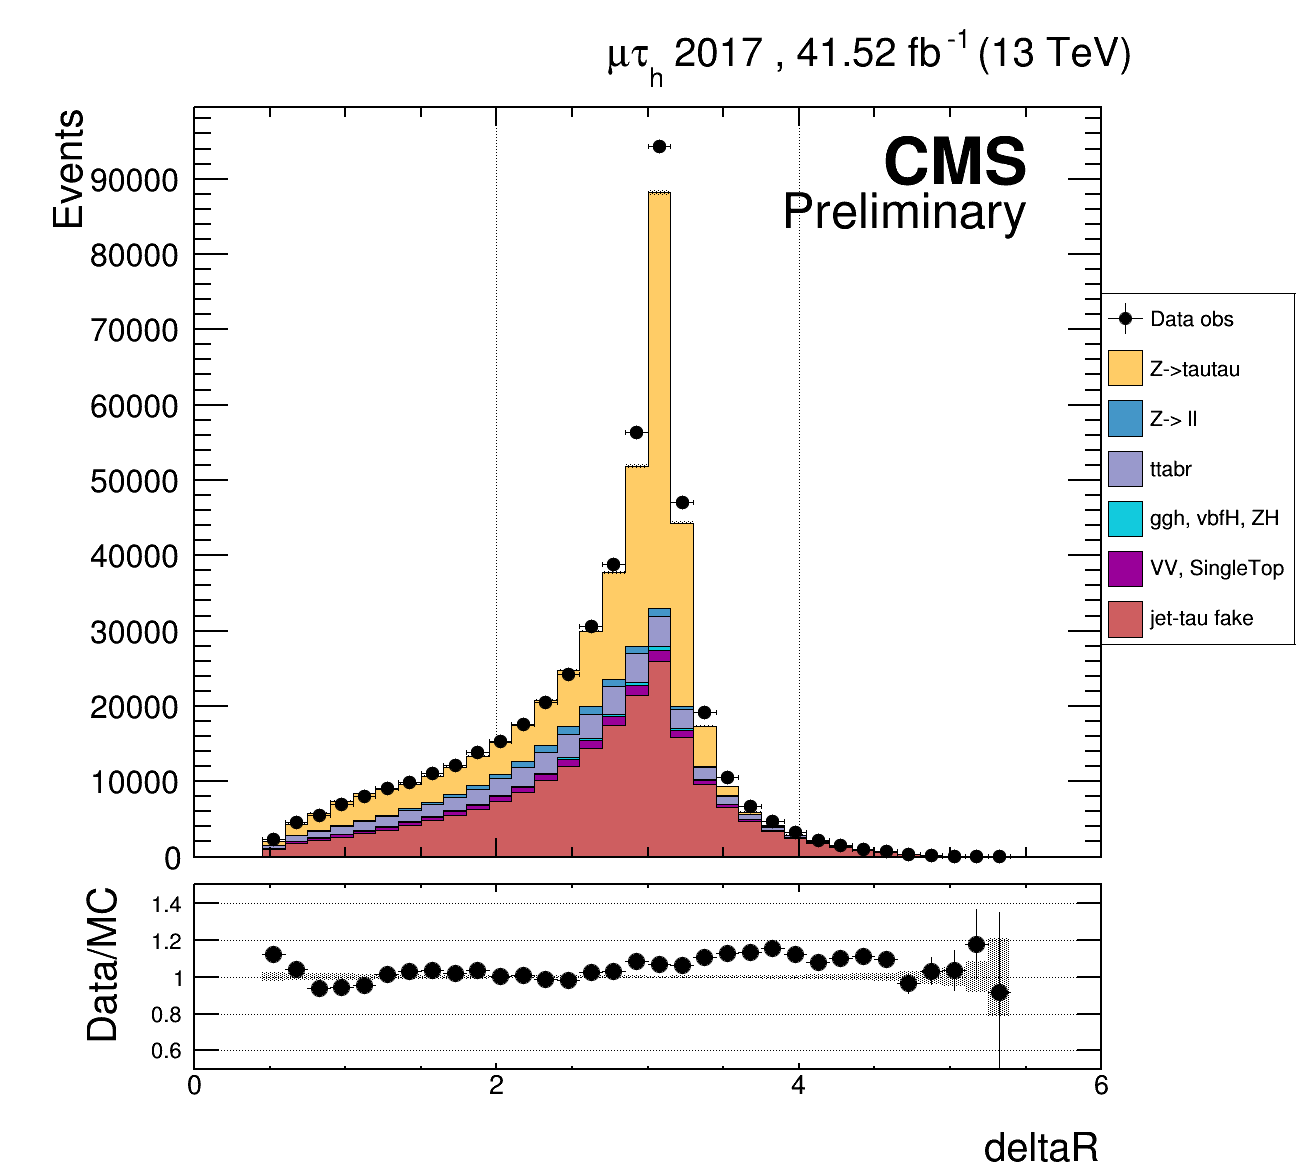 μτh 2017 , 41.52 fb-1 (13 TeV)
Events
CMS
Preliminary
90000
80000
70000
60000
50000
40000
30000
20000
10000
0
Data obs
Z->tautau
Z-> ll
ttabr
ggh, vbfH, ZH
VV, SingleTop
jet-tau fake
Data/MC
1.4
1.2
1
0.8
0.6
0 2 4 6
deltaR